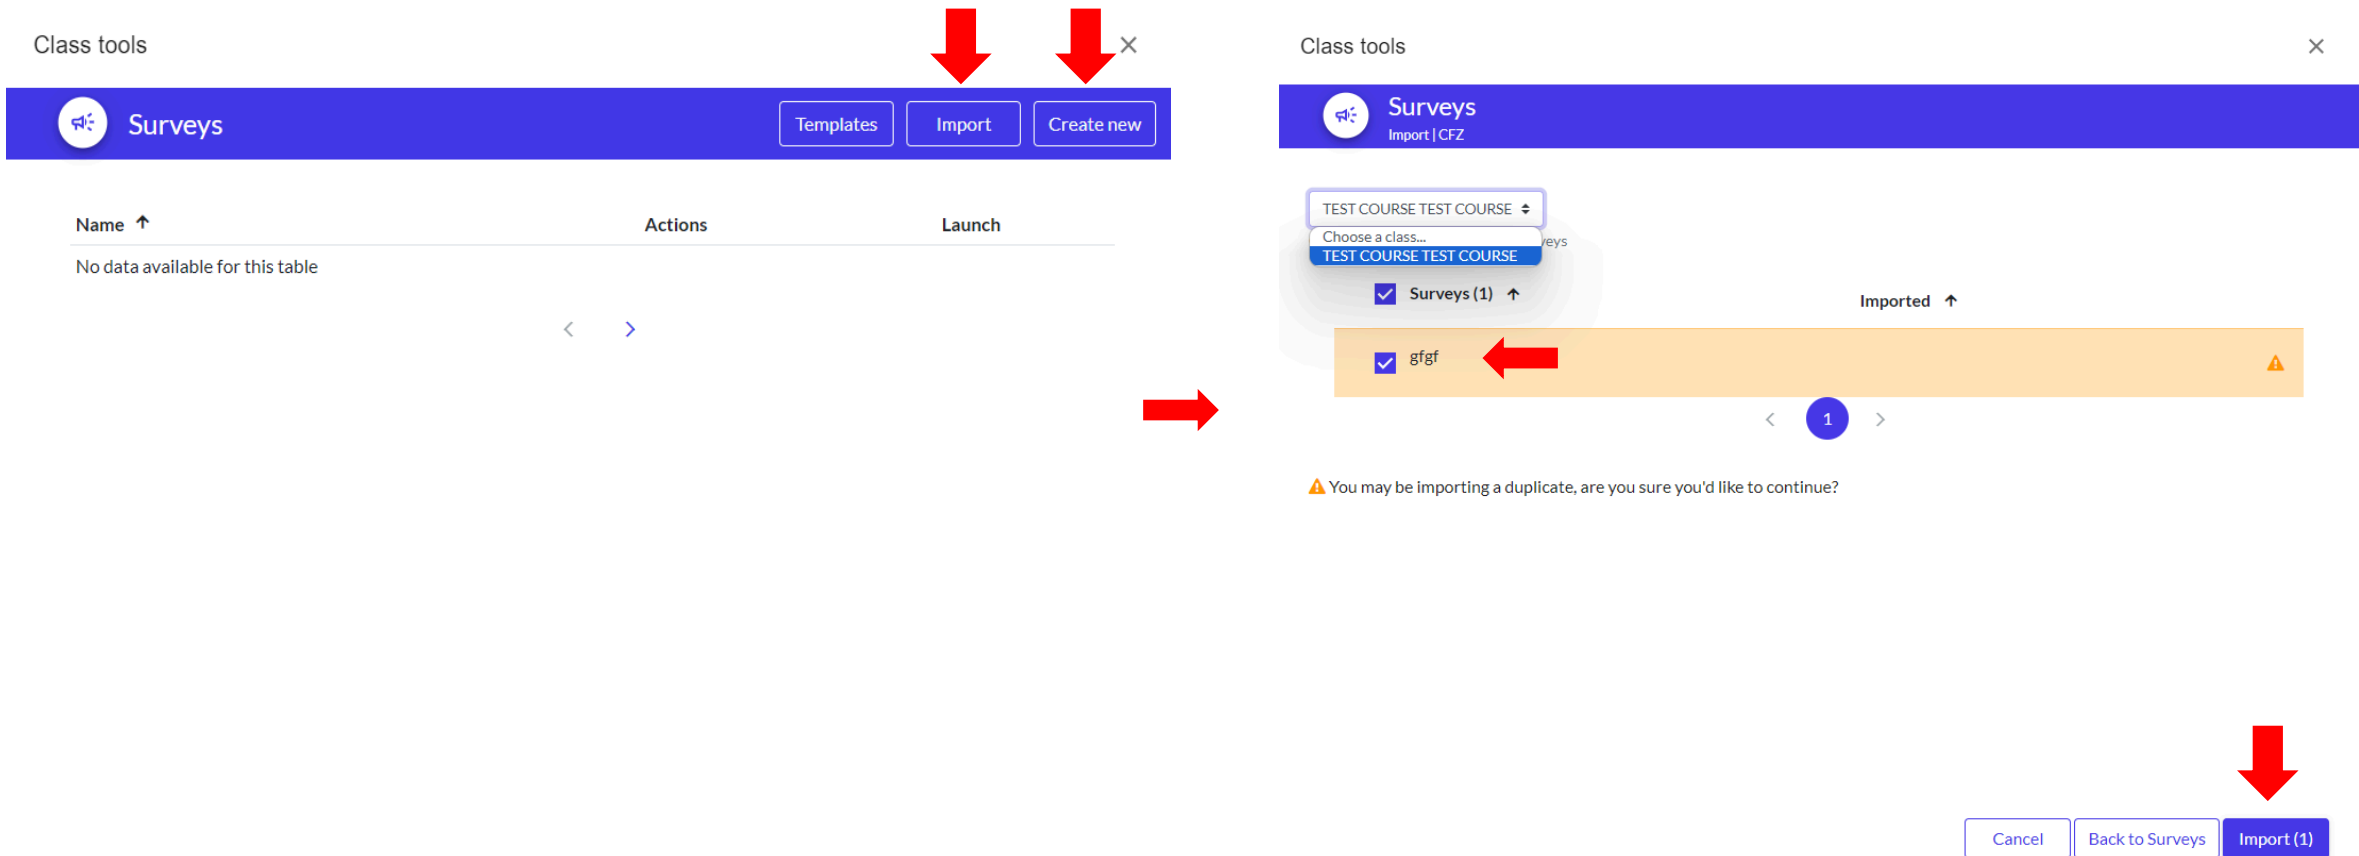 Class tools
Surveys
Templates
Import
Create new
Name
Actions
Launch
No data available for this table
Class tools
Surveys
Import | CFZ
TEST COURSE TEST COURSE
Choose a class...
TEST COURSE TEST COURSE
Surveys (1)
Imported
gfgf
1
You may be importing a duplicate, are you sure you'd like to continue?
Cancel
Back to Surveys
Import (1)